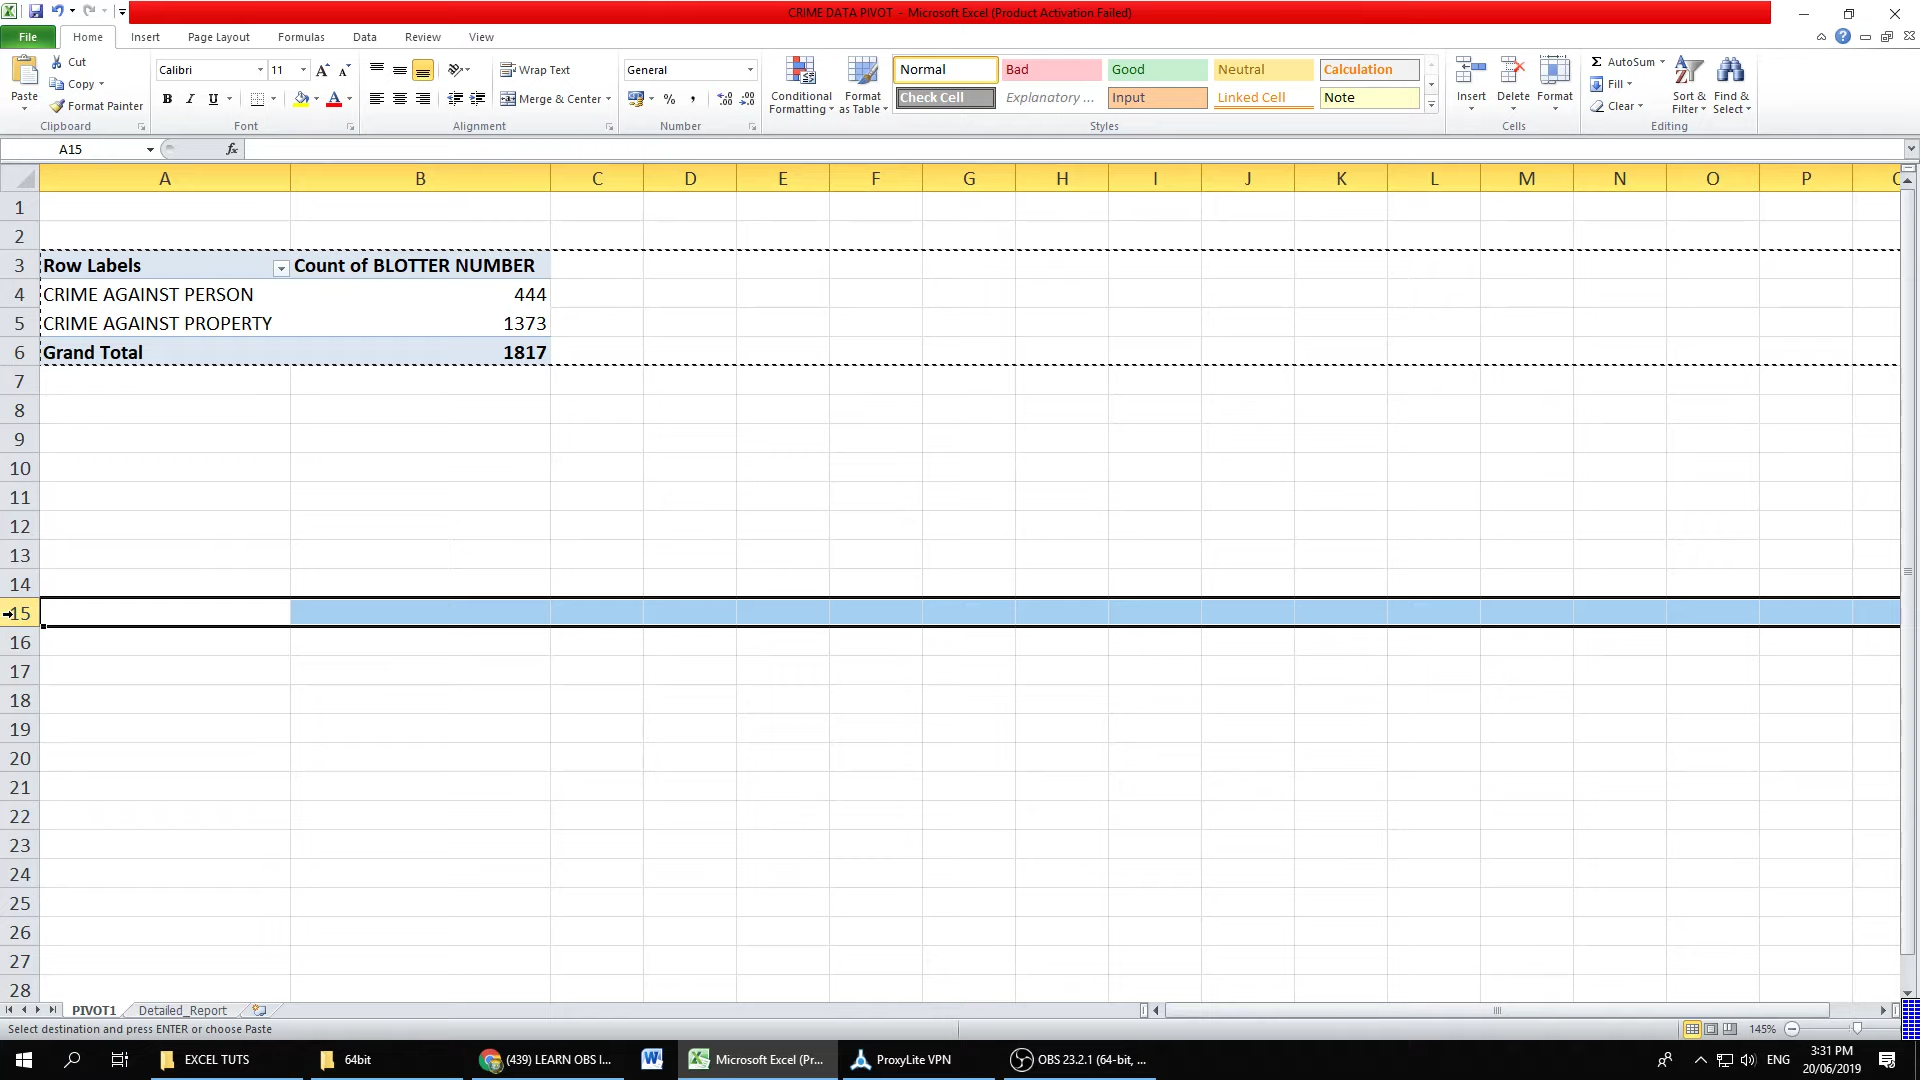 CRIME DATA PIVOT - Microsoft Excel (Product Activation Failed)
File Home Insert Page Layout Formulas Data Review View
Paste
Cut
Copy
Format Painter
Clipboard
Calibri 11
B I U
Font
Wrap Text
Merge & Center
Alignment
General
Number
Conditional Formatting
Format as Table
Normal Bad Good Neutral Calculation
Check Cell Explanatory ... Input Linked Cell Note
Styles
Insert Delete Format
Cells
Σ AutoSum
Fill
Clear
Sort & Filter
Find & Select
Editing
A15 fx
A B C D E F G H I J K L M N O P
1
2
3 Row Labels Count of BLOTTER NUMBER
4 CRIME AGAINST PERSON 444
5 CRIME AGAINST PROPERTY 1373
6 Grand Total 1817
7
8
9
10
11
12
13
14
15
16
17
18
19
20
21
22
23
24
25
26
27
28
PIVOT1 Detailed_Report
Select destination and press ENTER or choose Paste
145%
EXCEL TUTS 64bit (439) LEARN OBS I... Microsoft Excel (Pr... ProxyLite VPN OBS 23.2.1 (64-bit, ... ENG
3:31 PM
20/06/2019